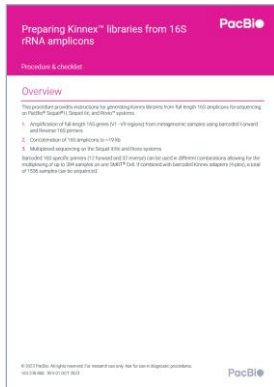 Preparing Kinnex™ libraries from 16S
rRNA amplicons
PacBio
Procedure & checklist
Overview
This procedure provides instructions for generating Kinnex libraries from full-length 16S amplicons for sequencing
on PacBio® Sequel® II, Sequel IIe, and Revio™ systems.
1. Amplification of full-length 16S genes (V1–V9 regions) from metagenomic samples using barcoded Forward
and Reverse 16S primers
2. Concatenation of 16S amplicons to ~19 kb
3. Multiplexed sequencing on the Sequel II/IIe and Revio systems
Barcoded 16S specific primers (12 forward and 32 reverse) can be used in different combinations allowing for the
multiplexing of up to 384 samples on one SMRT® Cell. If combined with barcoded Kinnex adapters (4-plex), a total
of 1536 samples can be sequenced.
© 2023 PacBio. All rights reserved. For research use only. Not for use in diagnostic procedures.
REV 01 OCT 2023
PacBio